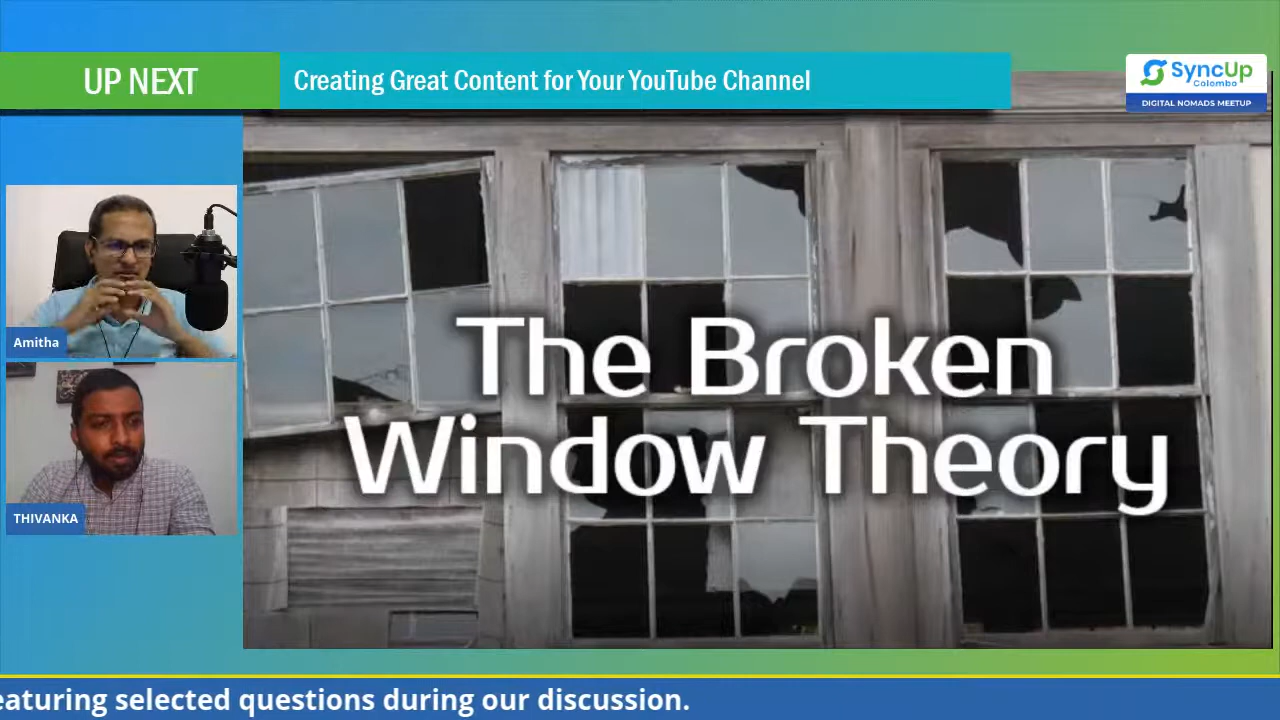 UP NEXT
Creating Great Content for Your YouTube Channel
SyncUp
Colombo
DIGITAL NOMADS MEETUP
The Broken
Window Theory
Amitha
THIVANKA
eaturing selected questions during our discussion.